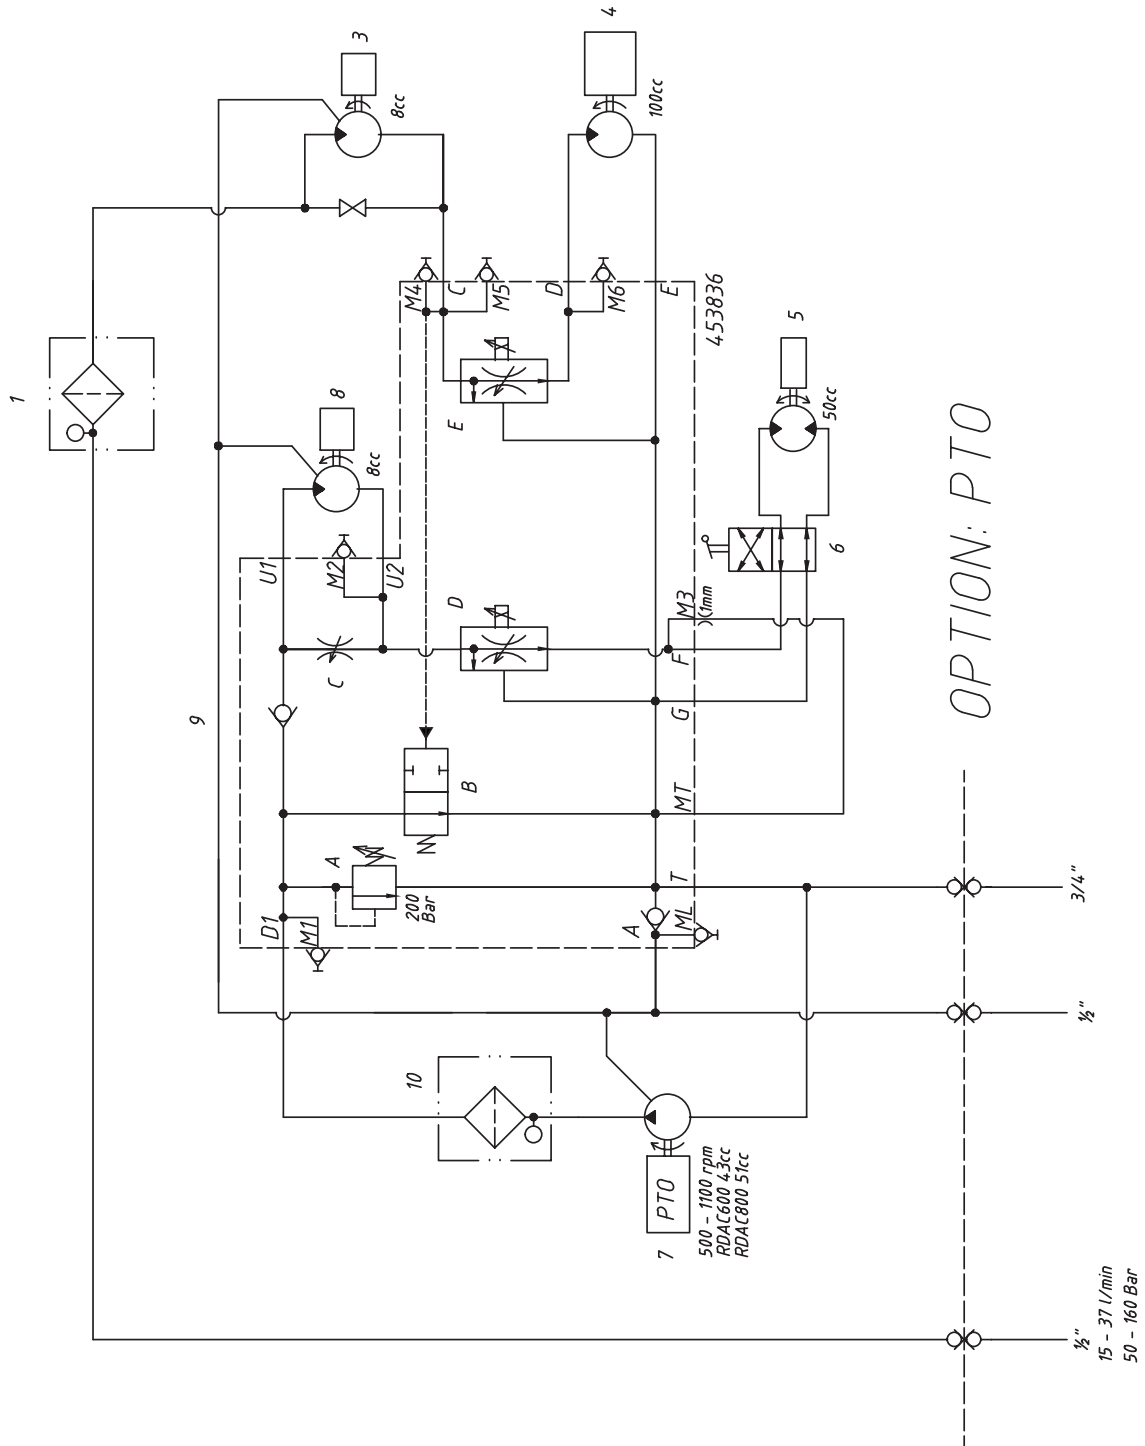 1
3
8cc
4
100cc
8
8cc
M4
C
M5
D
M6
E
453836
E
5
50cc
6
U1
M2
U2
D
M3
1mm
C
F
G
9
B
MT
A
200
Bar
D1
M1
T
A
ML
10
7
PTO
500 - 1100 rpm
RDAC600 43cc
RDAC800 51cc
OPTION: PTO
3/4"
½"
½"
15 - 37 l/min
50 - 160 Bar